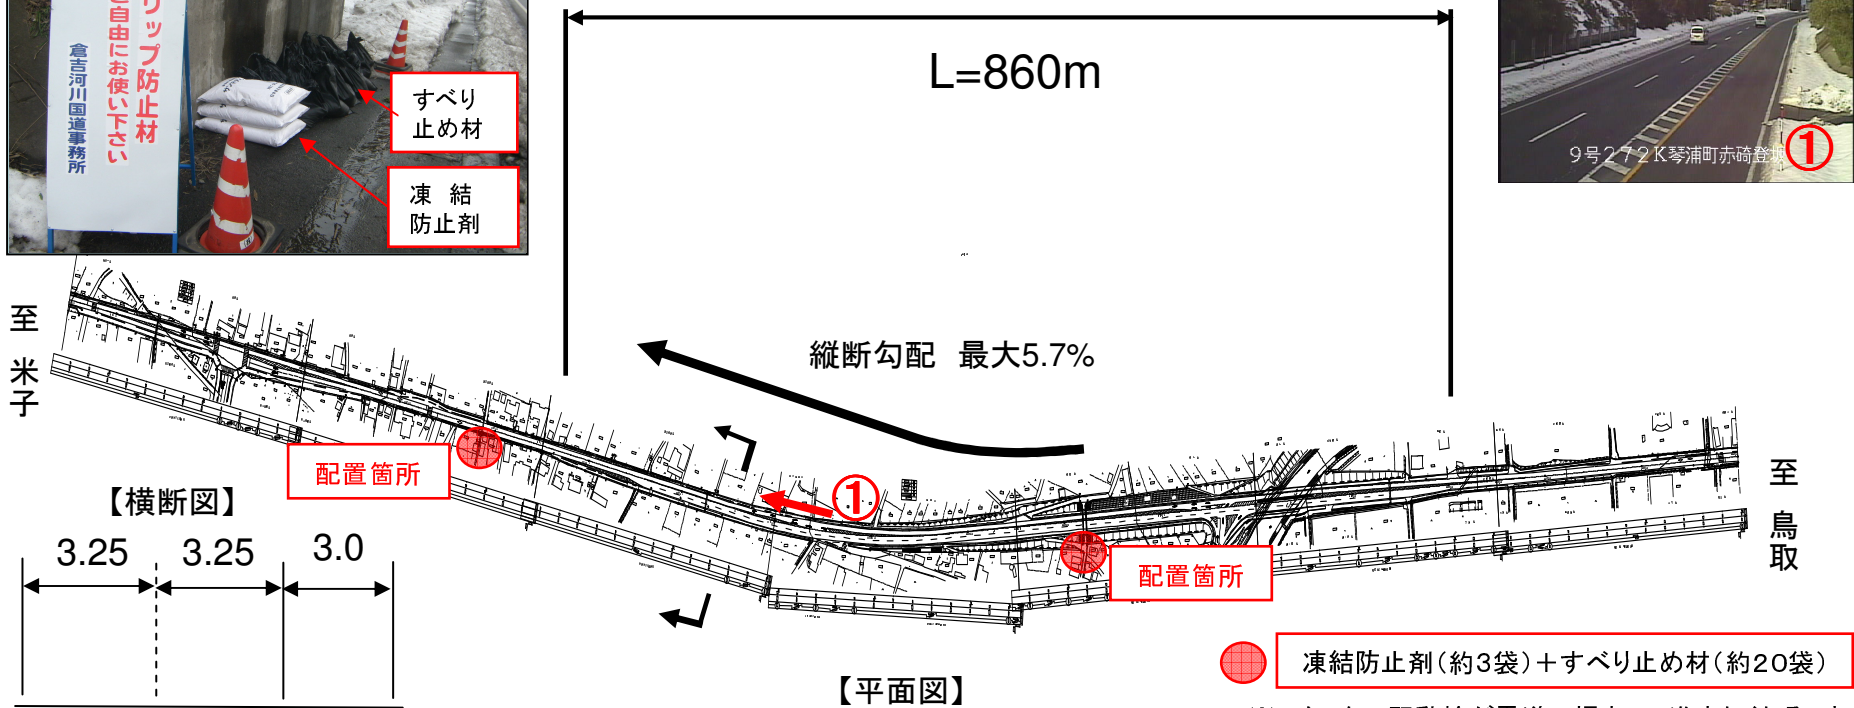 リップ防止材
ご自由にお使い下さい
倉吉河川国道事務所
すべり
止め材
凍 結
防止剤
L=860m
9号272K琴浦町赤碕登坂
①
縦断勾配 最大5.7%
至 米子
配置箇所
①
配置箇所
至 鳥取
【横断図】
3.25 3.25 3.0
【平面図】
凍結防止剤(約3袋)+すべり止め材(約20袋)